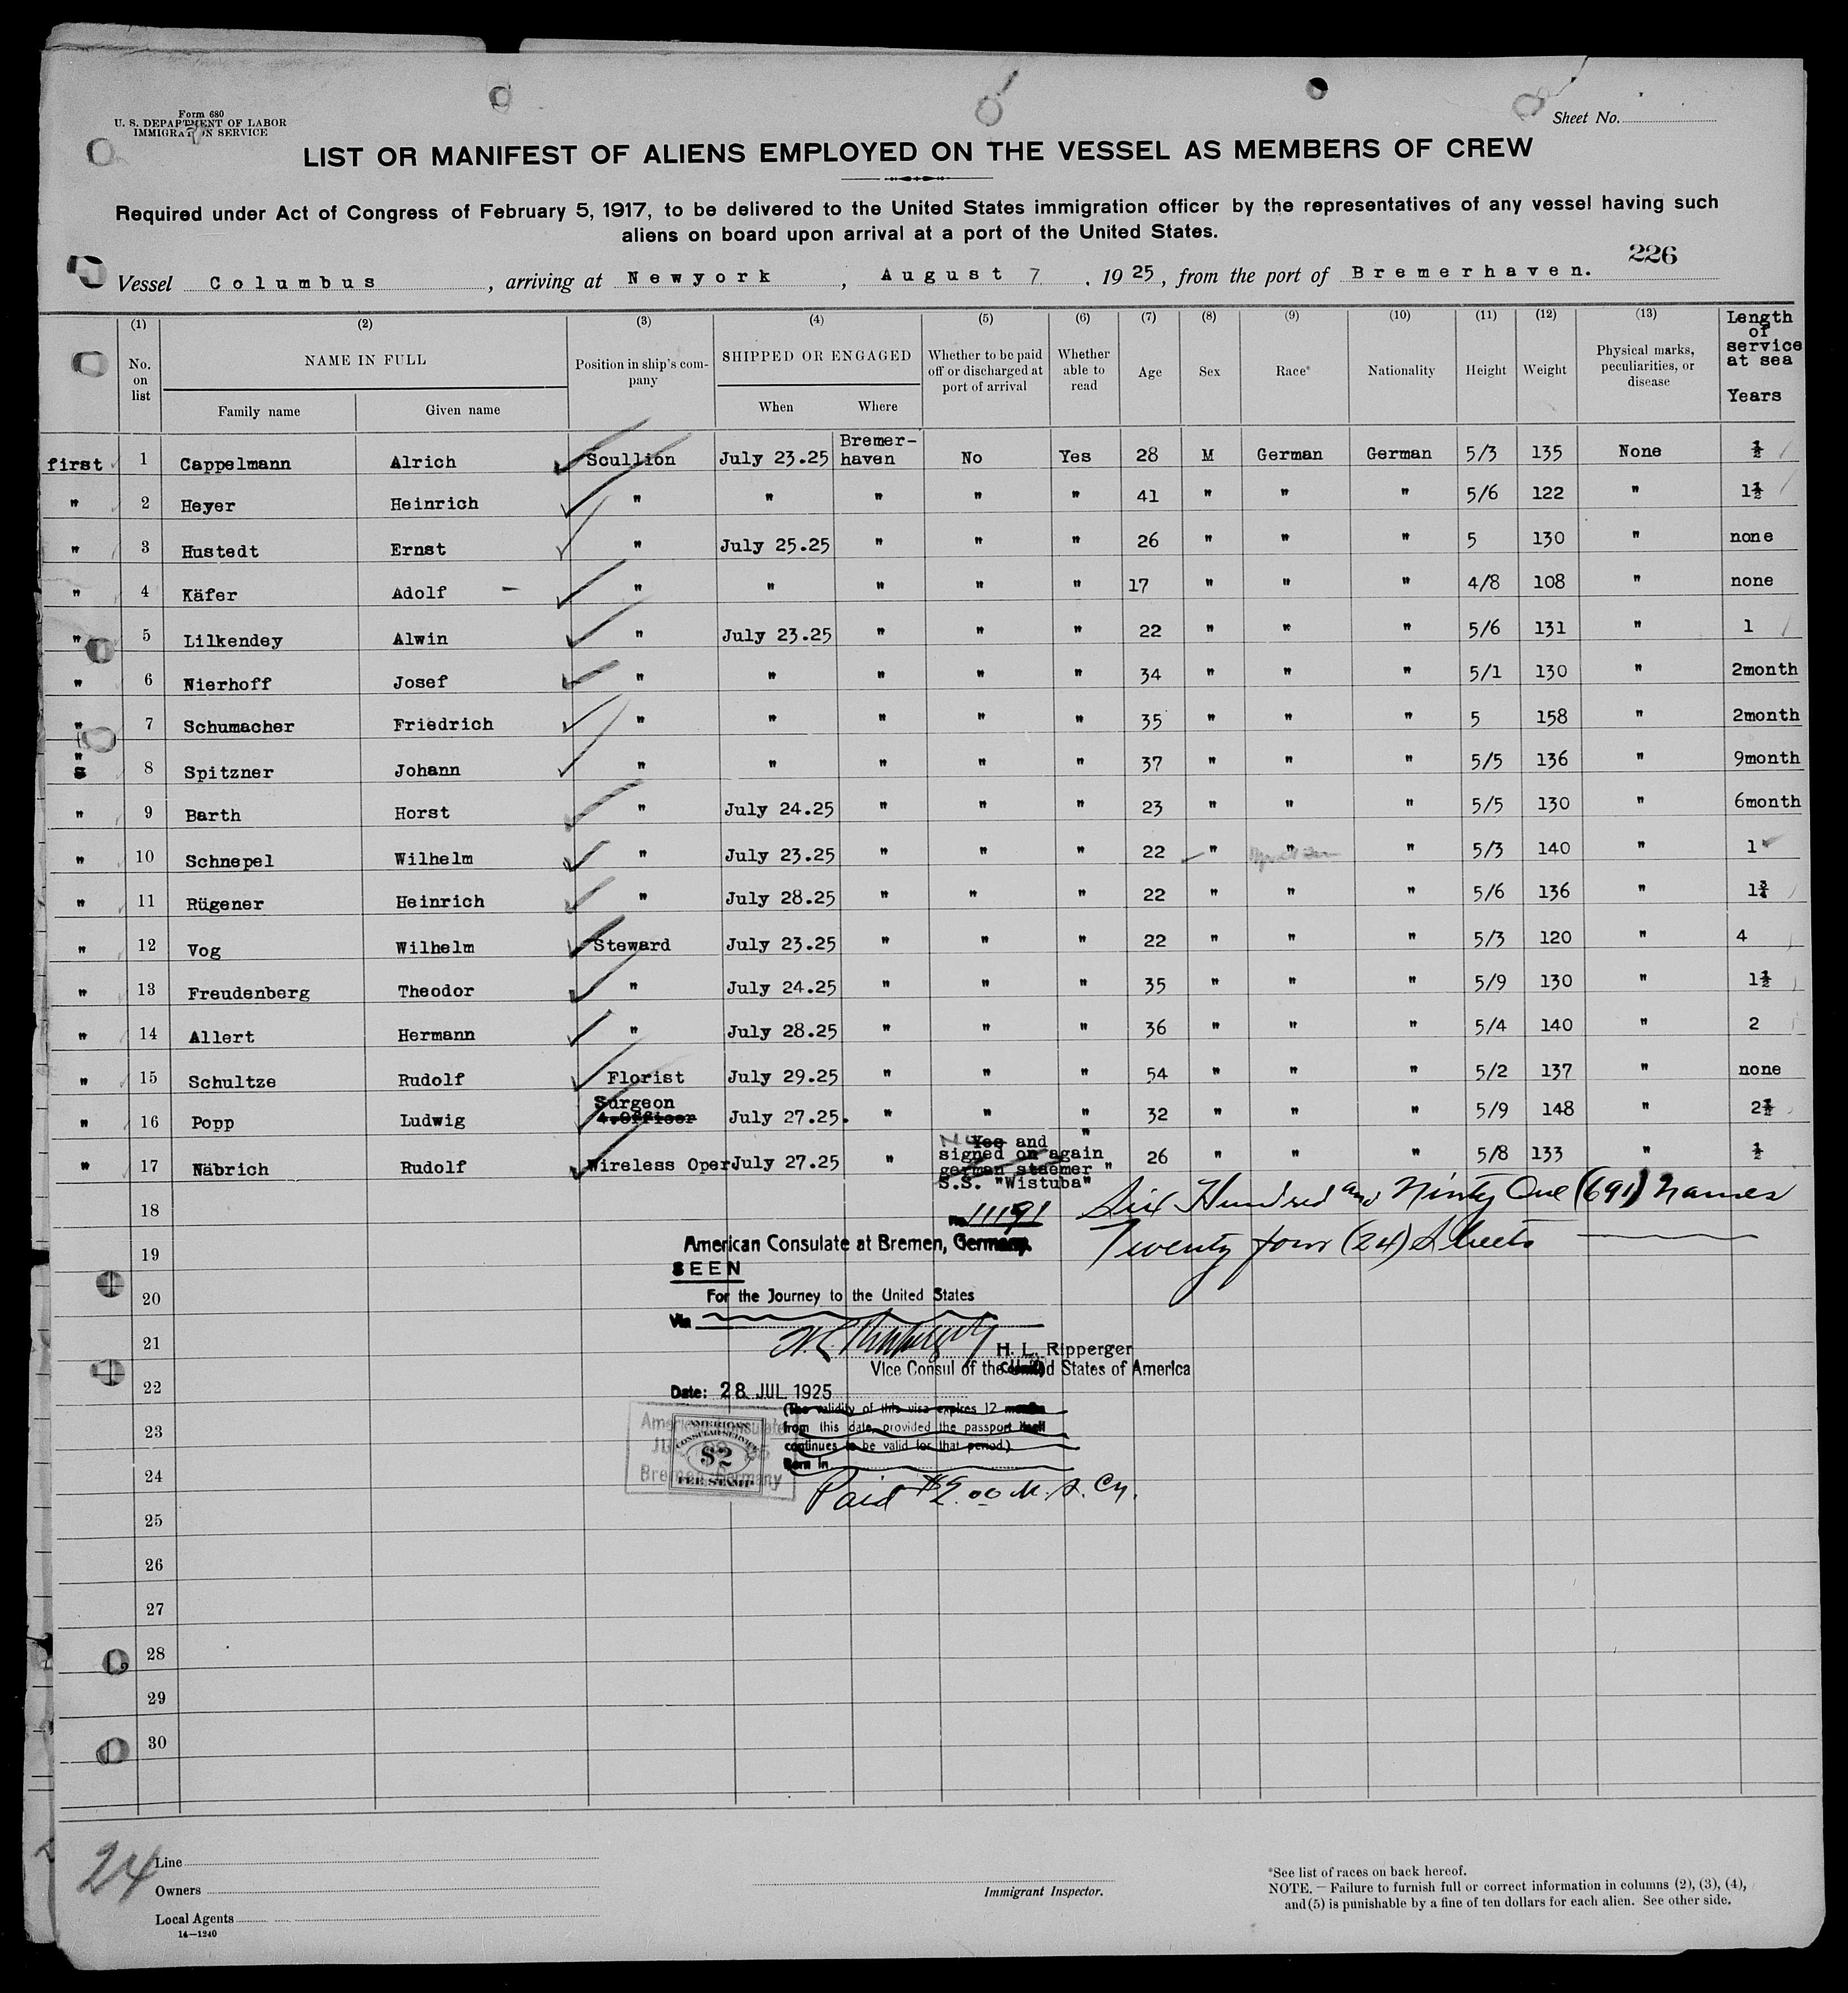 Form 680
U. S. DEPARTMENT OF LABOR
IMMIGRATION SERVICE
Sheet No.
LIST OR MANIFEST OF ALIENS EMPLOYED ON THE VESSEL AS MEMBERS OF CREW
Required under Act of Congress of February 5, 1917, to be delivered to the United States immigration officer by the representatives of any vessel having such
aliens on board upon arrival at a port of the United States.
226
Vessel Columbus, arriving at Newyork, August 7, 1925, from the port of Bremerhaven.
(1) (2) (3) (4) (5) (6) (7) (8) (9) (10) (11) (12) (13) Length of service at sea Years
No. on list NAME IN FULL Position in ship's company SHIPPED OR ENGAGED Whether to be paid off or discharged at port of arrival Whether able to read Age Sex Race* Nationality Height Weight Physical marks, peculiarities, or disease
Family name Given name When Where
first 1 Cappelmann Alrich Scullion July 23.25 Bremer-haven No Yes 28 M German German 5/3 135 None ½
" 2 Heyer Heinrich " " " " " 41 " " " 5/6 122 " 1½
" 3 Hustedt Ernst " July 25.25 " " " 26 " " " 5 130 " none
" 4 Käfer Adolf - " " " " " 17 " " " 4/8 108 " none
" 5 Lilkendey Alwin " July 23.25 " " " 22 " " " 5/6 131 " 1
" 6 Nierhoff Josef " " " " " 34 " " " 5/1 130 " 2month
" 7 Schumacher Friedrich " " " " " 35 " " " 5 158 " 2month
" 8 Spitzner Johann " " " " " 37 " " " 5/5 136 " 9month
" 9 Barth Horst " July 24.25 " " " 23 " " " 5/5 130 " 6month
" 10 Schnepel Wilhelm " July 23.25 " " " 22 " " " 5/3 140 " 1
" 11 Rügener Heinrich " July 28.25 " " " 22 " " " 5/6 136 " 1¾
" 12 Vog Wilhelm Steward July 23.25 " " " 22 " " " 5/3 120 " 4
" 13 Freudenberg Theodor " July 24.25 " " " 35 " " " 5/9 130 " 1½
" 14 Allert Hermann " July 28.25 " " " 36 " " " 5/4 140 " 2
" 15 Schultze Rudolf Florist July 29.25 " " " 54 " " " 5/2 137 " none
Surgeon
" 16 Popp Ludwig 4.Officer July 27.25. " " " 32 " " " 5/9 148 " 2½
No Yes and "
signed on again
" 17 Näbrich Rudolf Wireless Oper July 27.25 " german staemer " 26 " " " 5/8 133 " ½
S.S. "Wistuba"
18 No 11191 Six Hundred and Ninty One (691) Names
19 American Consulate at Bremen, Germany. Twenty four (24) Sheets
SEEN
20 For the Journey to the United States
Via
21 H. L. Ripperger
Vice Consul of the United States of America
22 Date: 28 JUL 1925
(The validity of this visa expires 12 months
23 from this date, provided the passport itself
continues to be valid for that period.)
Born in
American Consulate
Bremen, Germany
AMERICAN
CONSULAR SERVICE
$2
FEE STAMP
24 Paid $2.00 U.S. Cy.
25
26
27
28
29
30
24
Line
Owners
Local Agents
14—1240
Immigrant Inspector.
*See list of races on back hereof.
NOTE.—Failure to furnish full or correct information in columns (2), (3), (4),
and (5) is punishable by a fine of ten dollars for each alien. See other side.